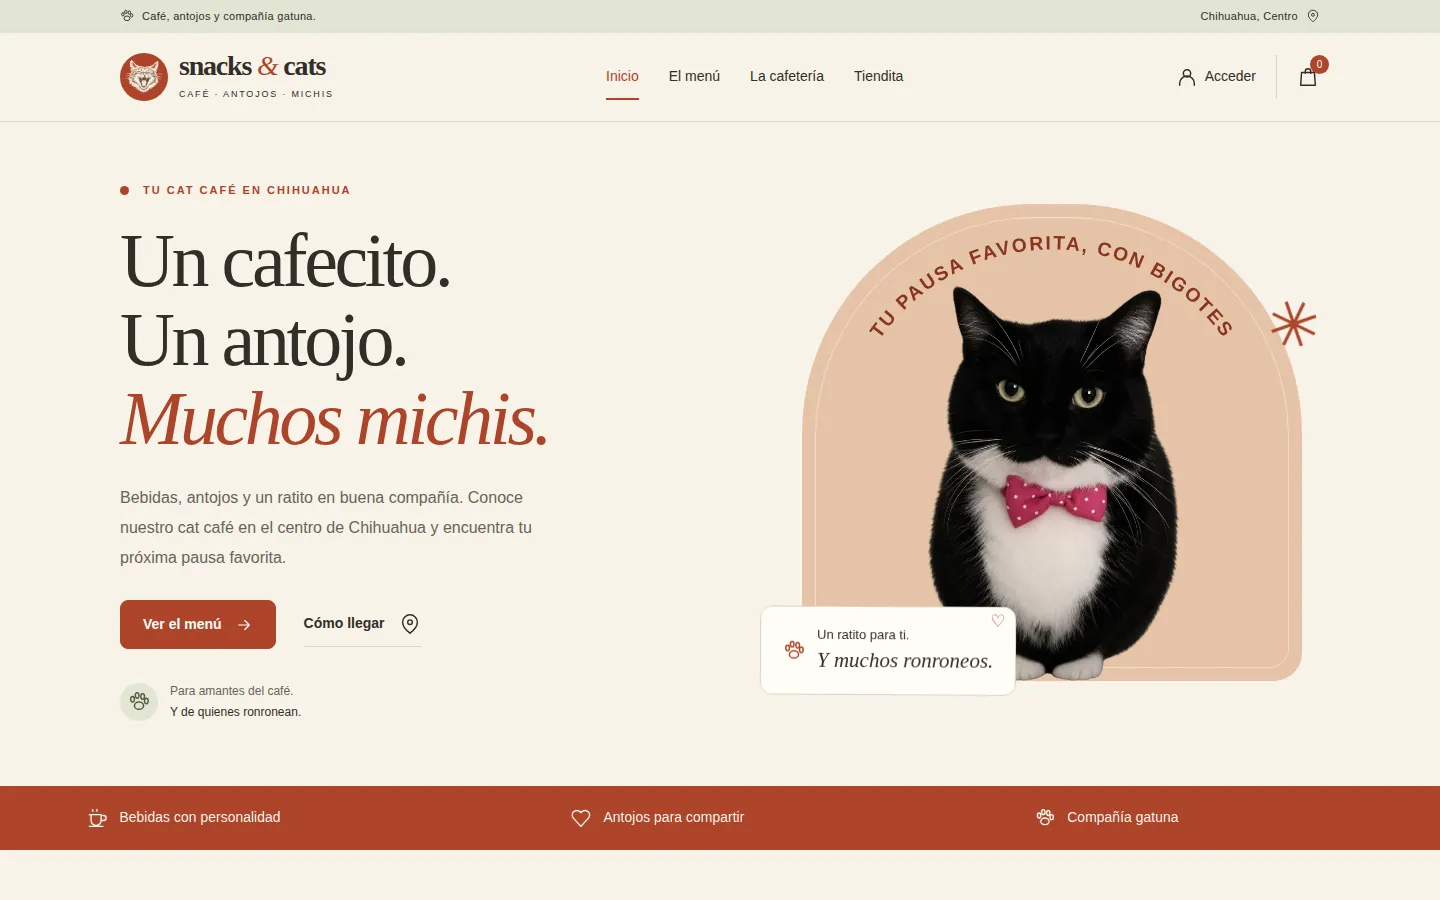 Café, antojos y compañía gatuna.
Chihuahua, Centro
snacks & cats
CAFÉ · ANTOJOS · MICHIS
Inicio
El menú
La cafetería
Tiendita
Acceder
0
TU CAT CAFÉ EN CHIHUAHUA
Un cafecito.
Un antojo.
Muchos michis.
Bebidas, antojos y un ratito en buena compañía. Conoce
nuestro cat café en el centro de Chihuahua y encuentra tu
próxima pausa favorita.
Ver el menú
Cómo llegar
Para amantes del café.
Y de quienes ronronean.
TU PAUSA FAVORITA, CON BIGOTES
Un ratito para ti.
Y muchos ronroneos.
Bebidas con personalidad
Antojos para compartir
Compañía gatuna